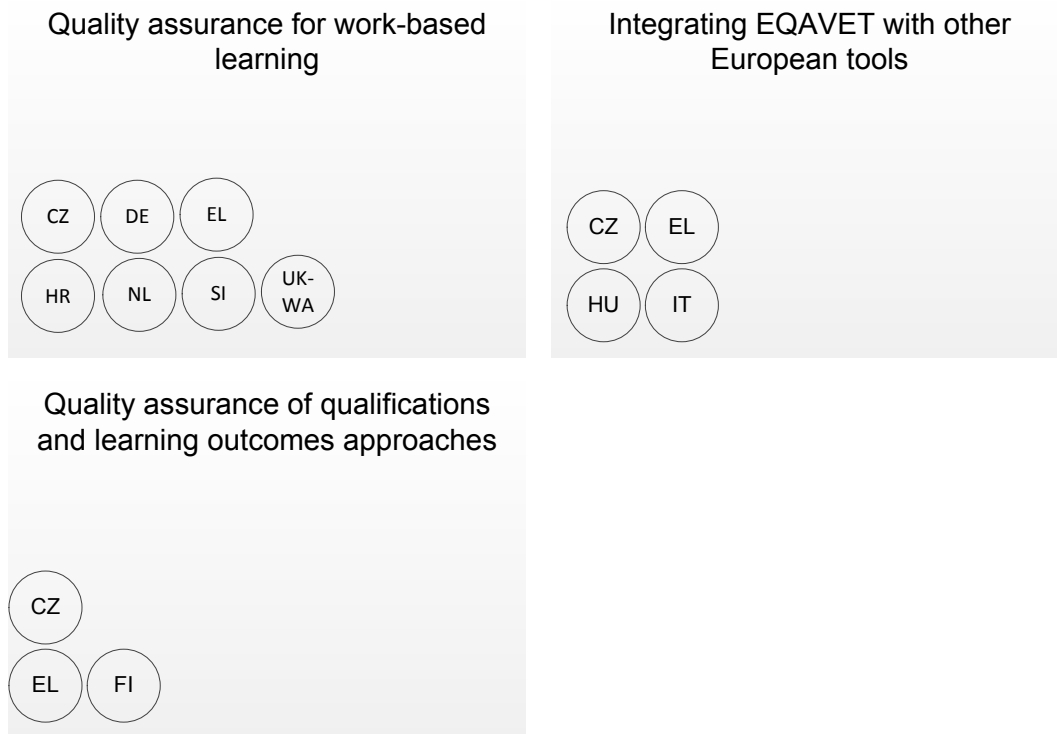 Quality assurance for work-based
learning
CZ DE EL
HR NL SI UK-
WA
Integrating EQAVET with other
European tools
CZ EL
HU IT
Quality assurance of qualifications
and learning outcomes approaches
CZ
EL FI